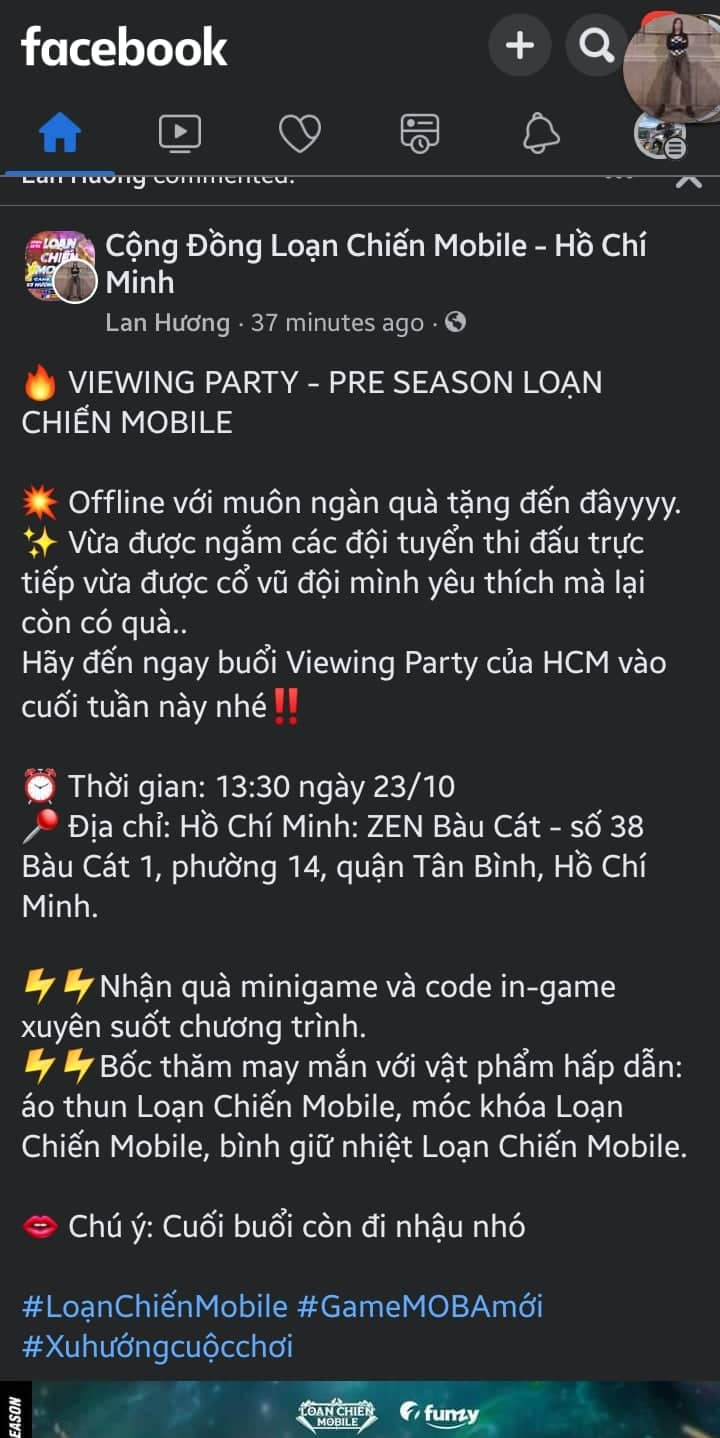 facebook
Lan Hương commented.
Cộng Đồng Loạn Chiến Mobile - Hồ Chí
Minh
Lan Hương · 37 minutes ago ·
🔥 VIEWING PARTY - PRE SEASON LOẠN
CHIẾN MOBILE
💥 Offline với muôn ngàn quà tặng đến đâyyyy.
✨ Vừa được ngắm các đội tuyển thi đấu trực
tiếp vừa được cổ vũ đội mình yêu thích mà lại
còn có quà..
Hãy đến ngay buổi Viewing Party của HCM vào
cuối tuần này nhé‼️
⏰ Thời gian: 13:30 ngày 23/10
📍 Địa chỉ: Hồ Chí Minh: ZEN Bàu Cát - số 38
Bàu Cát 1, phường 14, quận Tân Bình, Hồ Chí
Minh.
⚡⚡Nhận quà minigame và code in-game
xuyên suốt chương trình.
⚡⚡Bốc thăm may mắn với vật phẩm hấp dẫn:
áo thun Loạn Chiến Mobile, móc khóa Loạn
Chiến Mobile, bình giữ nhiệt Loạn Chiến Mobile.
💋 Chú ý: Cuối buổi còn đi nhậu nhó
#LoạnChiếnMobile #GameMOBAmới
#Xuhướngcuộcchơi
EASON
LOẠN CHIẾN
MOBILE
funzy